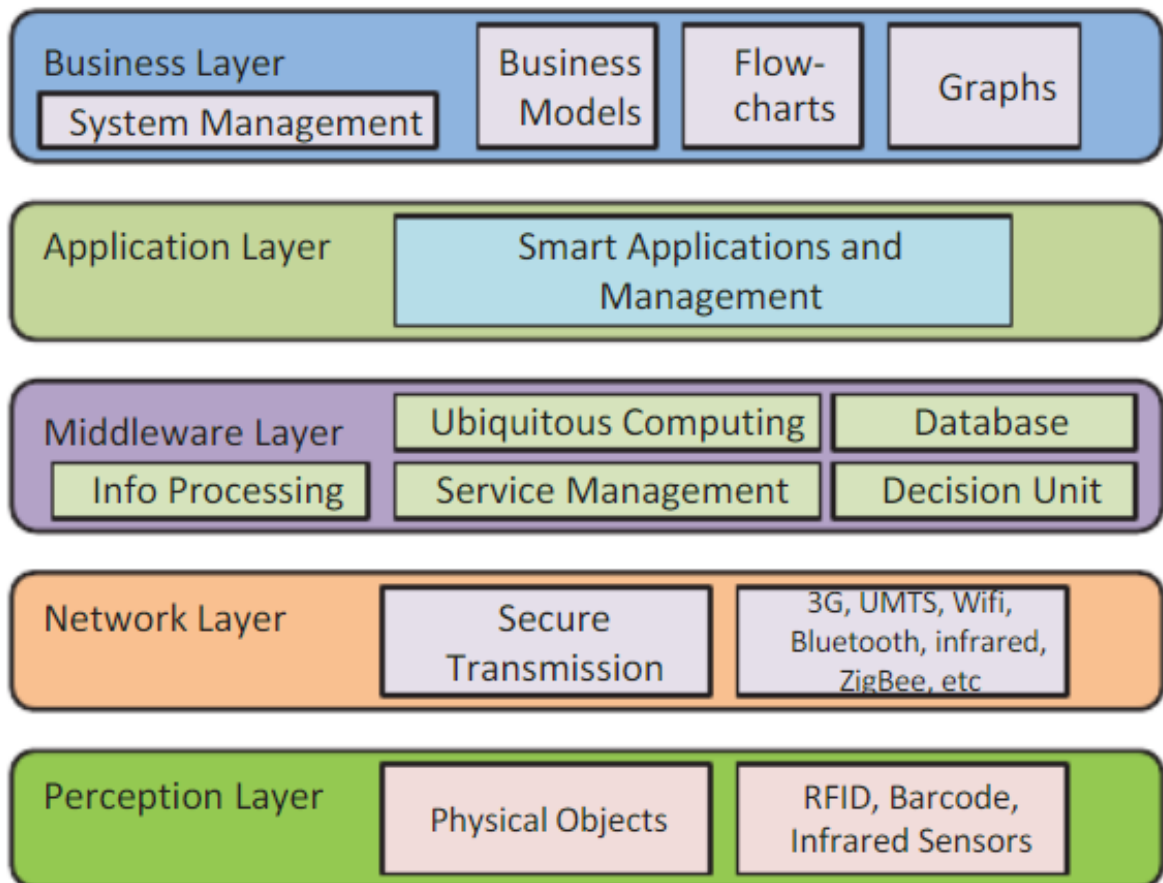 Business Layer
System Management
Business
Models
Flow-
charts
Graphs
Application Layer
Smart Applications and
Management
Middleware Layer
Info Processing
Ubiquitous Computing
Database
Service Management
Decision Unit
Network Layer
Secure
Transmission
3G, UMTS, Wifi,
Bluetooth, infrared,
ZigBee, etc
Perception Layer
Physical Objects
RFID, Barcode,
Infrared Sensors